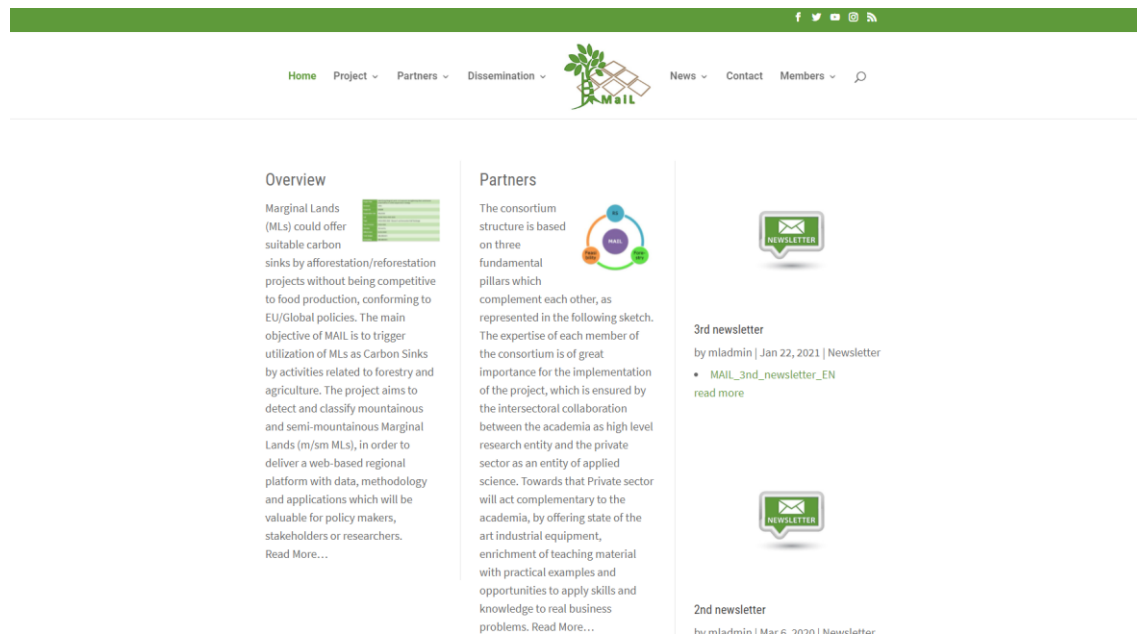 Home Project Partners Dissemination MaiL News Contact Members
Overview
Marginal Lands
(MLs) could offer
suitable carbon
sinks by afforestation/reforestation
projects without being competitive
to food production, conforming to
EU/Global policies. The main
objective of MAIL is to trigger
utilization of MLs as Carbon Sinks
by activities related to forestry and
agriculture. The project aims to
detect and classify mountainous
and semi-mountainous Marginal
Lands (m/sm MLs), in order to
deliver a web-based regional
platform with data, methodology
and applications which will be
valuable for policy makers,
stakeholders or researchers.
Read More…
Partners
The consortium
structure is based
on three
fundamental
pillars which
complement each other, as
represented in the following sketch.
The expertise of each member of
the consortium is of great
importance for the implementation
of the project, which is ensured by
the intersectoral collaboration
between the academia as high level
research entity and the private
sector as an entity of applied
science. Towards that Private sector
will act complementary to the
academia, by offering state of the
art industrial equipment,
enrichment of teaching material
with practical examples and
opportunities to apply skills and
knowledge to real business
problems. Read More…
MAIL
NEWSLETTER
3rd newsletter
by mladmin | Jan 22, 2021 | Newsletter
• MAIL_3nd_newsletter_EN
read more
NEWSLETTER
2nd newsletter
by mladmin | Mar 6, 2020 | Newsletter